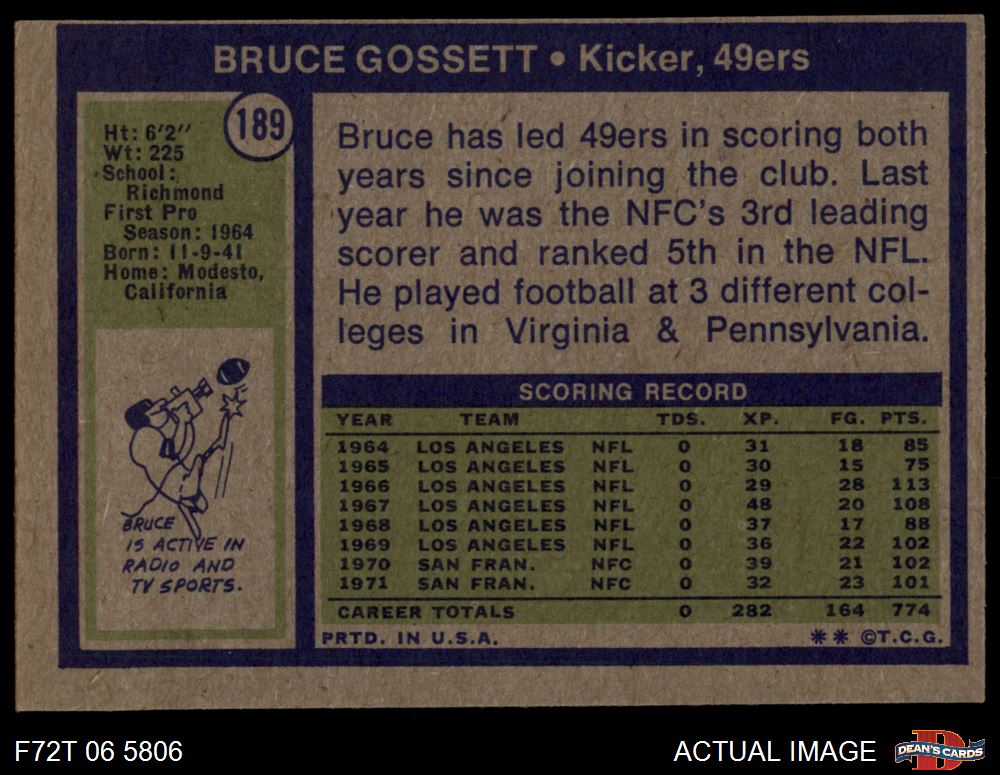 BRUCE GOSSETT • Kicker, 49ers
189
Ht: 6'2"
Wt: 225
School:
Richmond
First Pro
Season: 1964
Born: 11-9-41
Home: Modesto,
California
BRUCE
IS ACTIVE IN
RADIO AND
TV SPORTS.
Bruce has led 49ers in scoring both
years since joining the club. Last
year he was the NFC's 3rd leading
scorer and ranked 5th in the NFL.
He played football at 3 different col-
leges in Virginia & Pennsylvania.
SCORING RECORD
YEAR TEAM TDS. XP. FG. PTS.
1964 LOS ANGELES NFL 0 31 18 85
1965 LOS ANGELES NFL 0 30 15 75
1966 LOS ANGELES NFL 0 29 28 113
1967 LOS ANGELES NFL 0 48 20 108
1968 LOS ANGELES NFL 0 37 17 88
1969 LOS ANGELES NFL 0 36 22 102
1970 SAN FRAN. NFC 0 39 21 102
1971 SAN FRAN. NFC 0 32 23 101
CAREER TOTALS 0 282 164 774
PRTD. IN U.S.A. ** ©T.C.G.
F72T 06 5806
ACTUAL IMAGE
D
DEAN'S CARDS